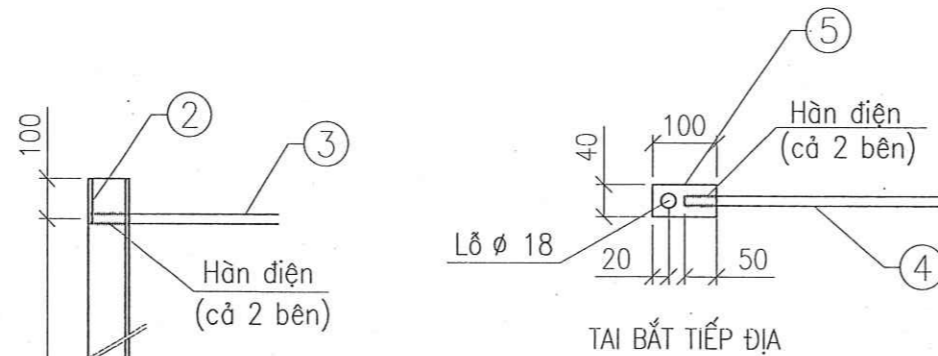 100
2
3
Hàn điện
(cả 2 bên)
5
100
40
Hàn điện
(cả 2 bên)
Lỗ ø 18
20
50
4
TAI BẮT TIẾP ĐỊA